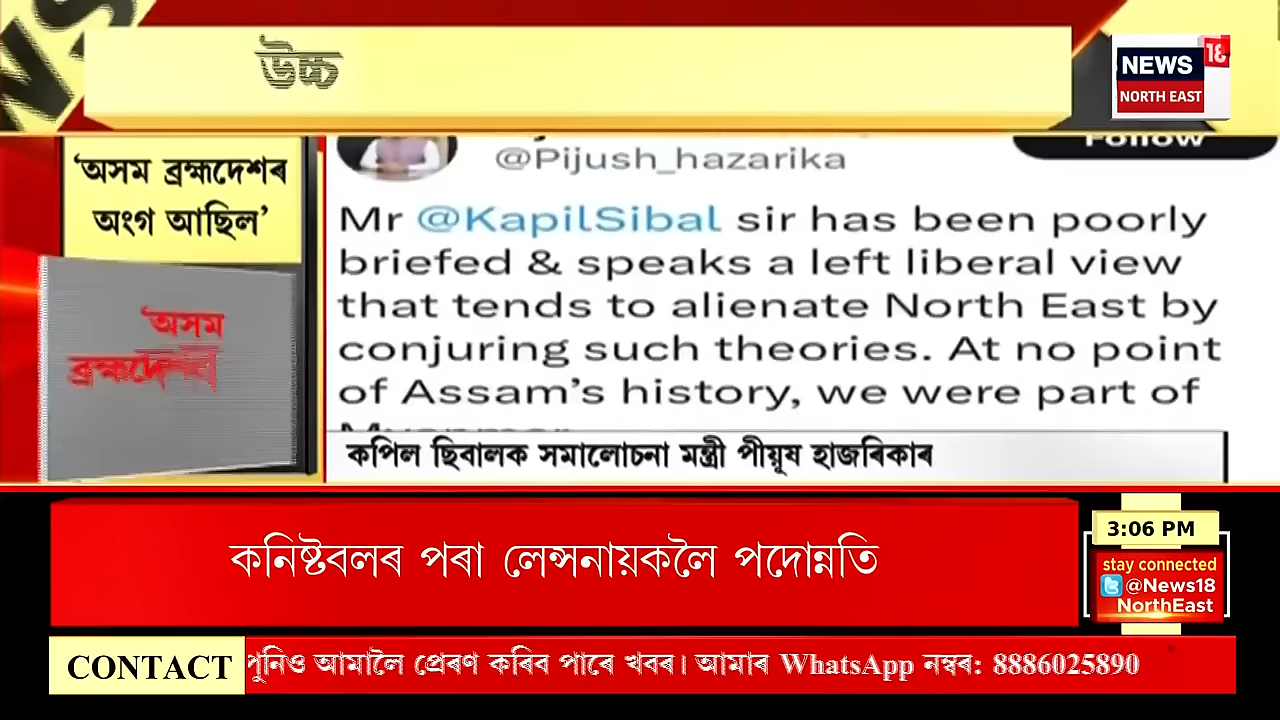 উচ্চ
NEWS 18
NORTH EAST
‘অসম ব্ৰহ্মদেশৰ
অংগ আছিল’
‘অসম
ব্ৰহ্মদেশৰ
@Pijush_hazarika
Follow
Mr @KapilSibal sir has been poorly
briefed & speaks a left liberal view
that tends to alienate North East by
conjuring such theories. At no point
of Assam’s history, we were part of
কপিল ছিবালক সমালোচনা মন্ত্ৰী পীয়ূষ হাজৰিকাৰ
কনিষ্টবলৰ পৰা লেন্সনায়কলৈ পদোন্নতি
3:06 PM
stay connected
@News18
NorthEast
CONTACT
পুনিও আমালৈ প্ৰেৰণ কৰিব পাৰে খবৰ। আমাৰ WhatsApp নম্বৰ: 8886025890